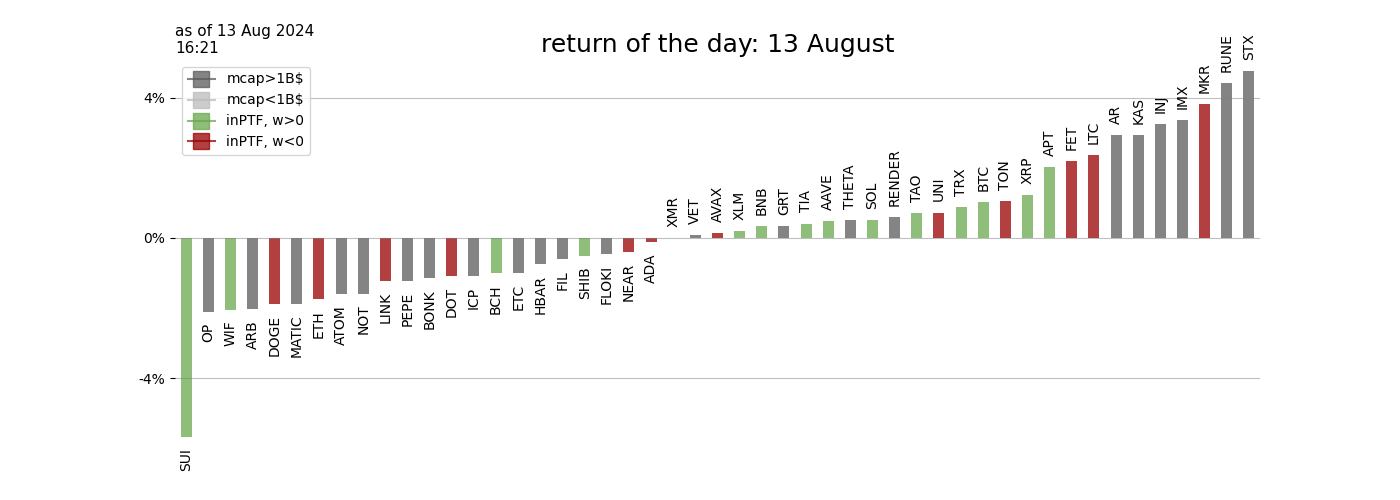 as of 13 Aug 2024
16:21
return of the day: 13 August
mcap>1B$
mcap<1B$
inPTF, w>0
inPTF, w<0
4%
0%
-4%
SUI
OP
WIF
ARB
DOGE
MATIC
ETH
ATOM
NOT
LINK
PEPE
BONK
DOT
ICP
BCH
ETC
HBAR
FIL
SHIB
FLOKI
NEAR
ADA
XMR
VET
AVAX
XLM
BNB
GRT
TIA
AAVE
THETA
SOL
RENDER
TAO
UNI
TRX
BTC
TON
XRP
APT
FET
LTC
AR
KAS
INJ
IMX
MKR
RUNE
STX